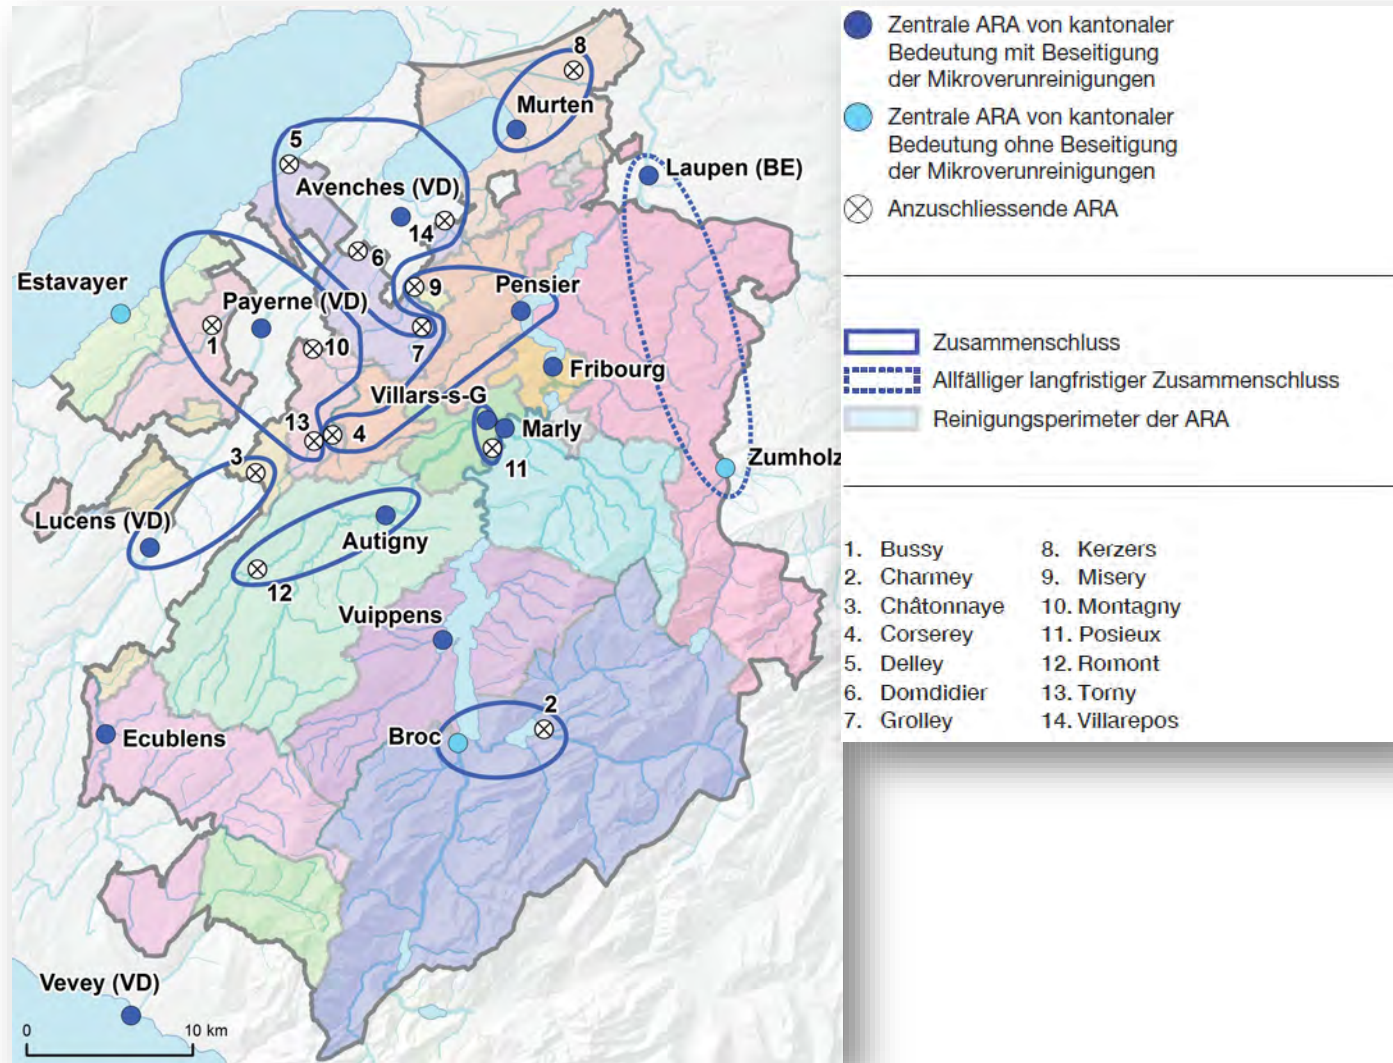 8
Murten
5
Laupen (BE)
Avenches (VD)
14
6
Estavayer
9
Pensier
Payerne (VD)
1
10
7
Fribourg
Villars-s-G
13
4
Marly
3
11
Zumholz
Lucens (VD)
Autigny
12
Vuippens
2
Ecublens
Broc
Vevey (VD)
0
10 km
Zentrale ARA von kantonaler
Bedeutung mit Beseitigung
der Mikroverunreinigungen
Zentrale ARA von kantonaler
Bedeutung ohne Beseitigung
der Mikroverunreinigungen
Anzuschliessende ARA
Zusammenschluss
Allfälliger langfristiger Zusammenschluss
Reinigungsperimeter der ARA
1. Bussy
2. Charmey
3. Châtonnaye
4. Corserey
5. Delley
6. Domdidier
7. Grolley
8. Kerzers
9. Misery
10. Montagny
11. Posieux
12. Romont
13. Torny
14. Villarepos